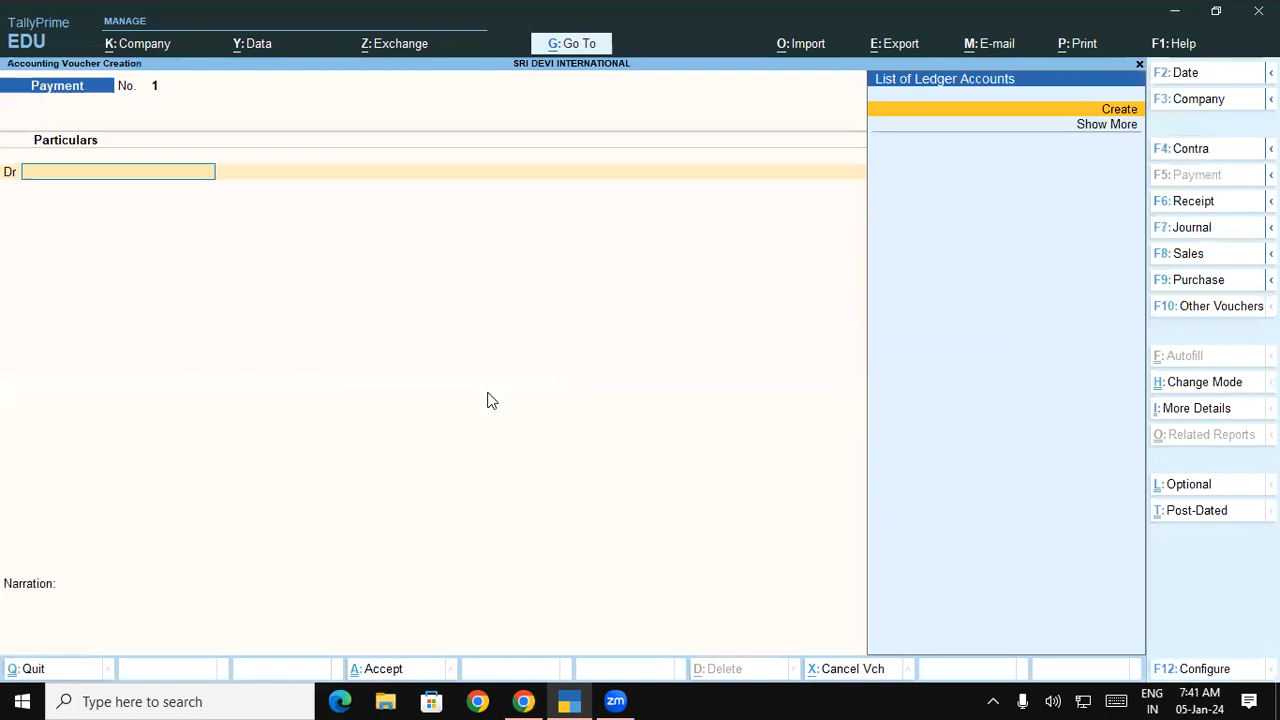 TallyPrime
EDU
MANAGE
K: Company
Y: Data
Z: Exchange
G: Go To
O: Import
E: Export
M: E-mail
P: Print
F1: Help
Accounting Voucher Creation
SRI DEVI INTERNATIONAL
Payment No. 1
Particulars
Dr
Narration:
List of Ledger Accounts
Create
Show More
F2: Date
F3: Company
F4: Contra
F5: Payment
F6: Receipt
F7: Journal
F8: Sales
F9: Purchase
F10: Other Vouchers
F: Autofill
H: Change Mode
I: More Details
O: Related Reports
L: Optional
T: Post-Dated
F12: Configure
Q: Quit
A: Accept
D: Delete
X: Cancel Vch
Type here to search
zm
ENG
IN
7:41 AM
05-Jan-24